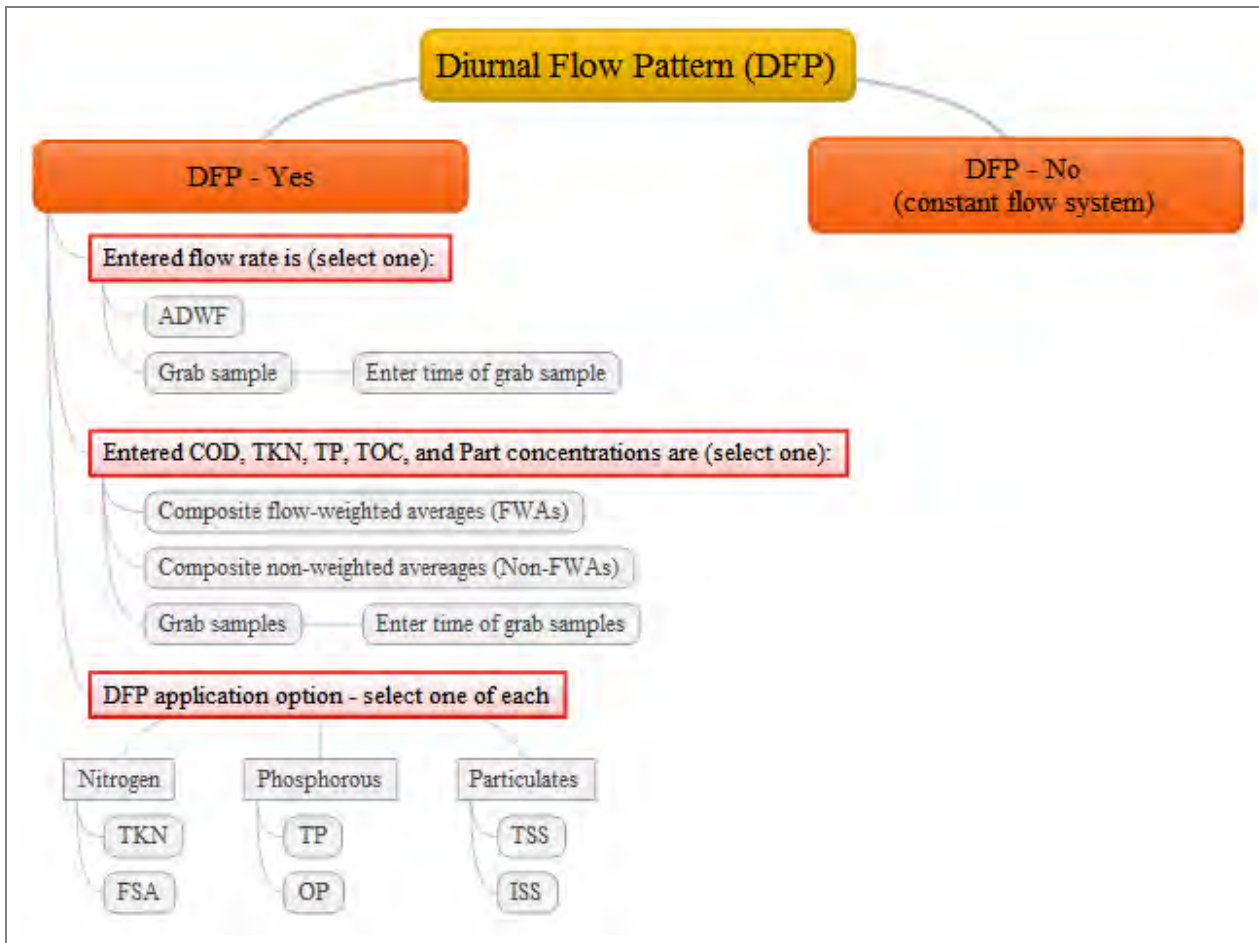 Diurnal Flow Pattern (DFP)
DFP - Yes
DFP - No
(constant flow system)
Entered flow rate is (select one):
ADWF
Grab sample
Enter time of grab sample
Entered COD, TKN, TP, TOC, and Part concentrations are (select one):
Composite flow-weighted averages (FWAs)
Composite non-weighted avereages (Non-FWAs)
Grab samples
Enter time of grab samples
DFP application option - select one of each
Nitrogen
Phosphorous
Particulates
TKN
TP
TSS
FSA
OP
ISS